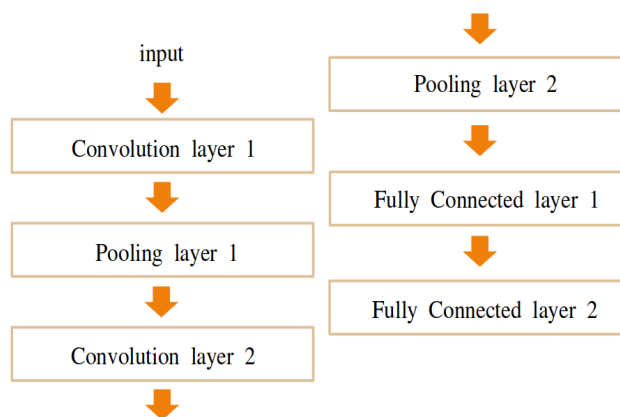 input
Convolution layer 1
Pooling layer 1
Convolution layer 2
Pooling layer 2
Fully Connected layer 1
Fully Connected layer 2